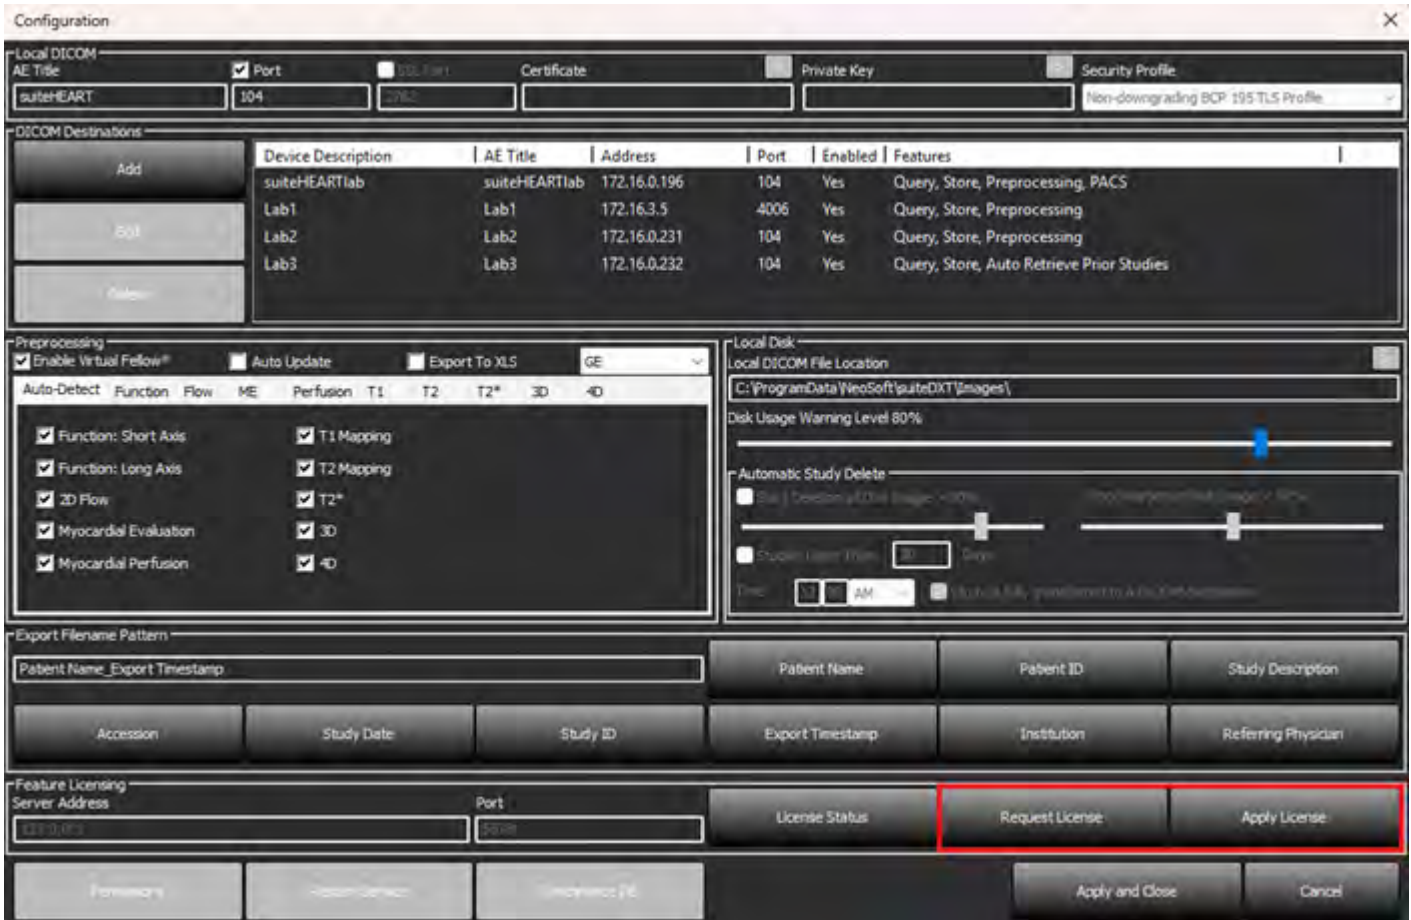 Configuration
Local DICOM
AE Title Port SSL Port Certificate Private Key Security Profile
suiteHEART 104 2762 Non-downgrading BCP 195 TLS Profile
DICOM Destinations
Add
Device Description AE Title Address Port Enabled Features
suiteHEARTlab suiteHEARTlab 172.16.0.196 104 Yes Query, Store, Preprocessing, PACS
Lab1 Lab1 172.16.3.5 4006 Yes Query, Store, Preprocessing
Edit
Lab2 Lab2 172.16.0.231 104 Yes Query, Store, Preprocessing
Lab3 Lab3 172.16.0.232 104 Yes Query, Store, Auto Retrieve Prior Studies
Delete
Preprocessing
Enable Virtual Fellow® Auto Update Export To XLS GE
Auto-Detect Function Flow ME Perfusion T1 T2 T2* 3D 4D
Function: Short Axis T1 Mapping
Function: Long Axis T2 Mapping
2D Flow T2*
Myocardial Evaluation 3D
Myocardial Perfusion 4D
Local Disk
Local DICOM File Location
C:\ProgramData\NeoSoft\suiteDXT\Images\
Disk Usage Warning Level 80%
Automatic Study Delete
Days
Time AM
Export Filename Pattern
Patient Name_Export Timestamp Patient Name Patient ID Study Description
Accession Study Date Study ID Export Timestamp Institution Referring Physician
Feature Licensing
Server Address Port
License Status Request License Apply License
Permissions
Apply and Close Cancel